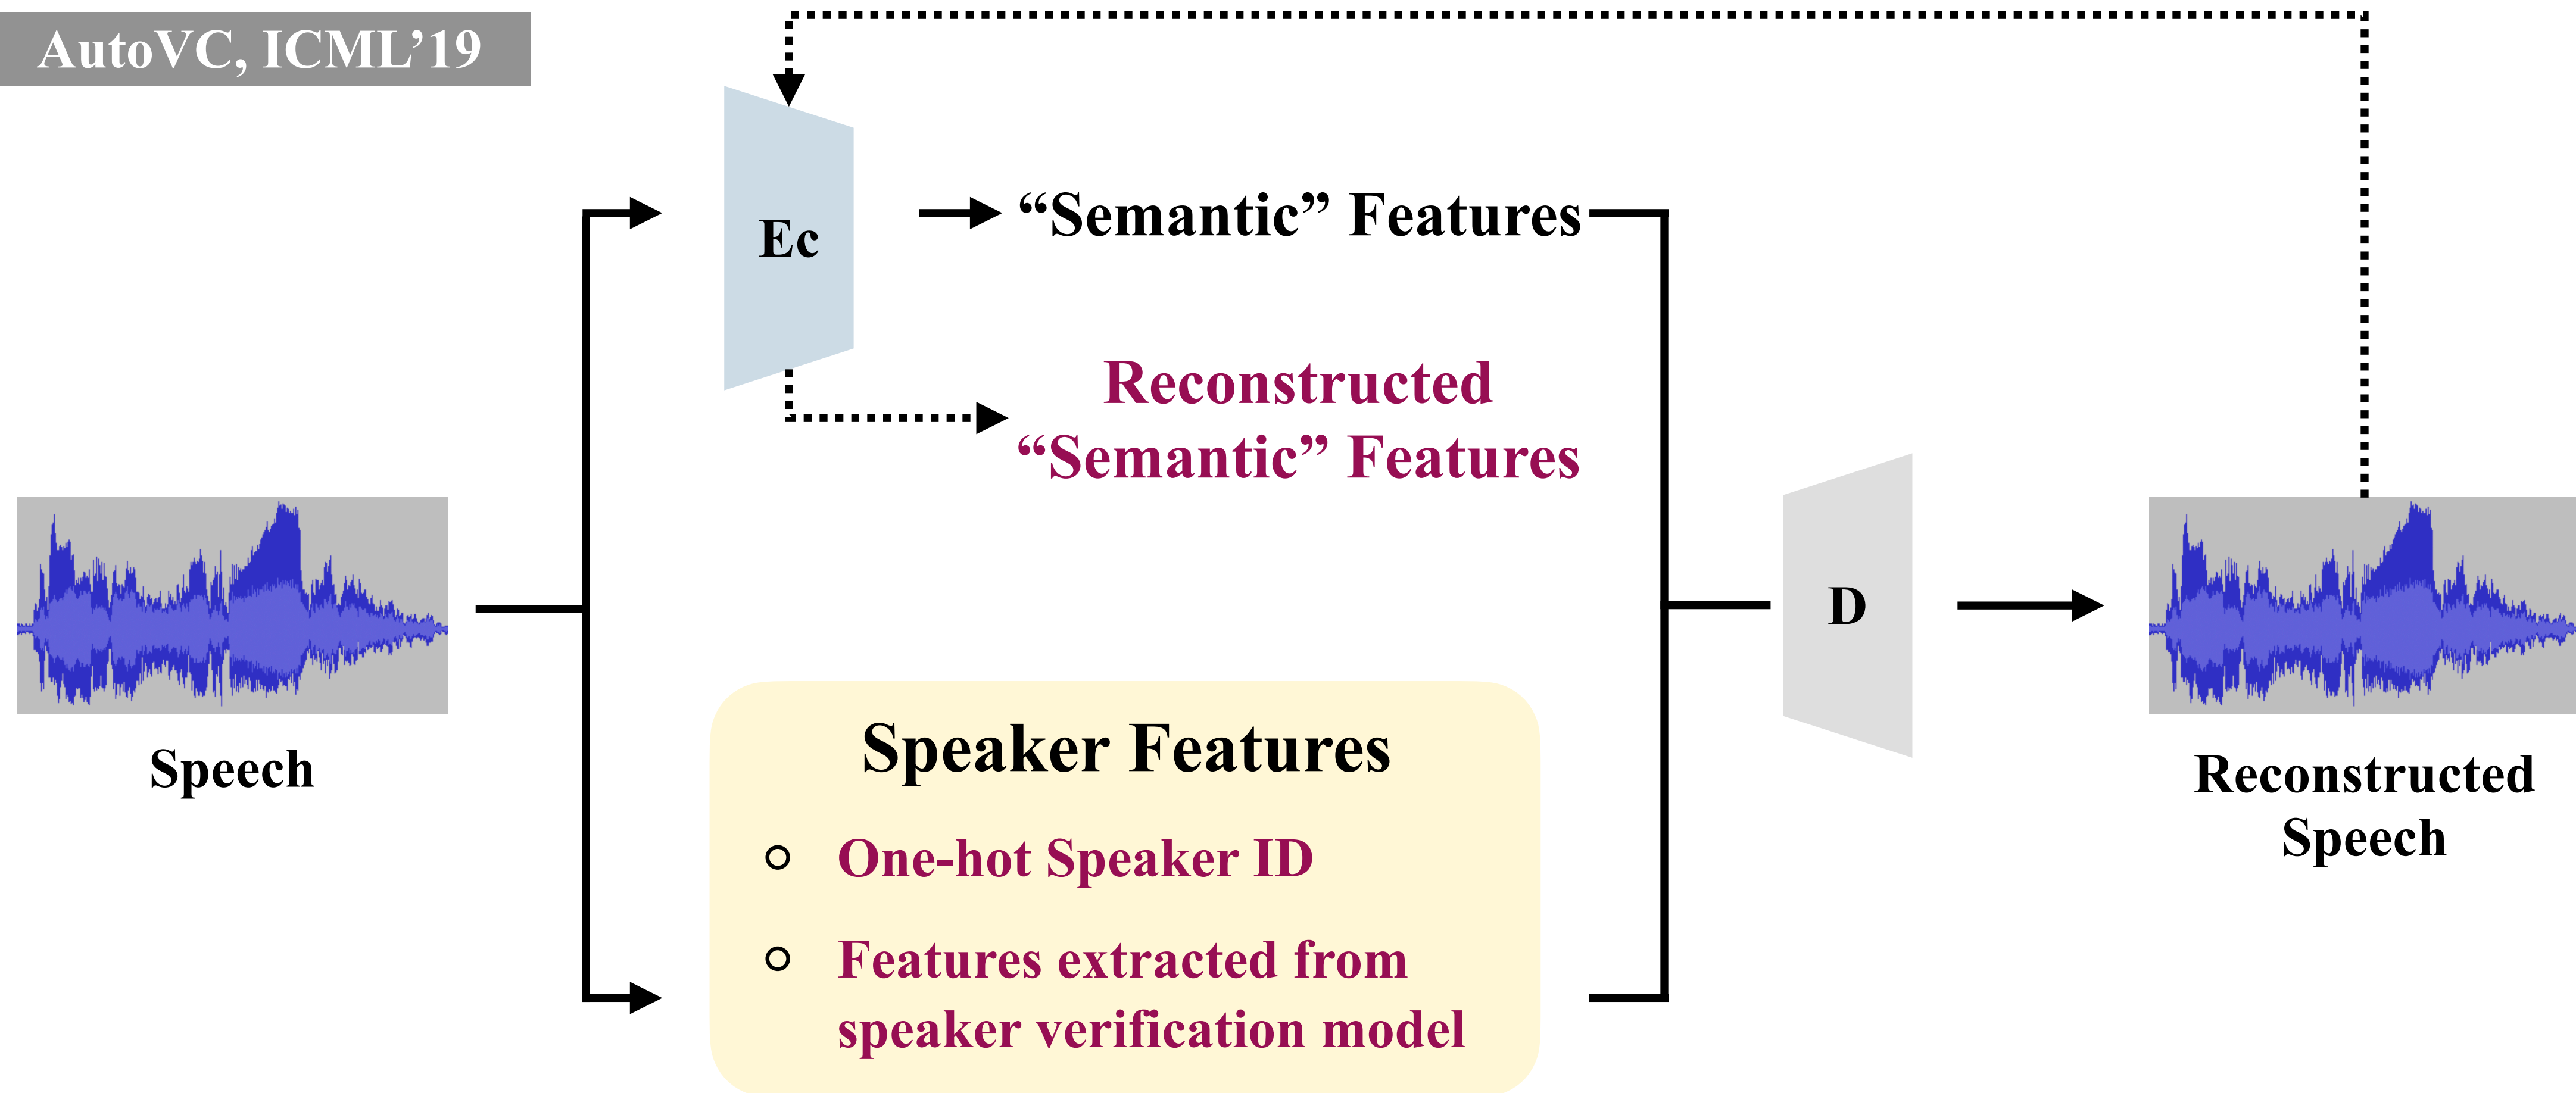 AutoVC, ICML’19
Ec
“Semantic” Features
Reconstructed
“Semantic” Features
Speech
Speaker Features
One-hot Speaker ID
Features extracted from
speaker verification model
D
Reconstructed
Speech